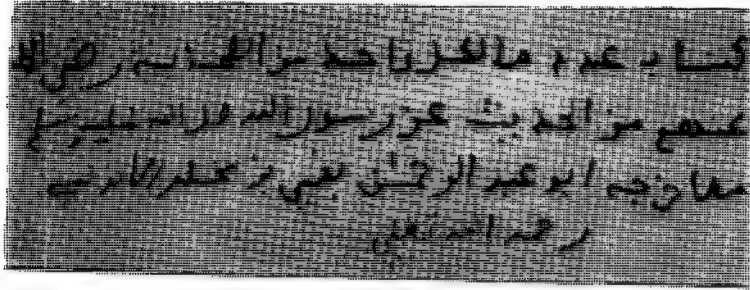 كتاب عدد ما لكل واحد من الصحابة رضي الله
عنهم من الحديث عن رسول الله صلى الله عليه وسلم
مما خرجه ابو عبد الرحمن بقي بن مخلد الاندلسي
رحمه الله تعالى